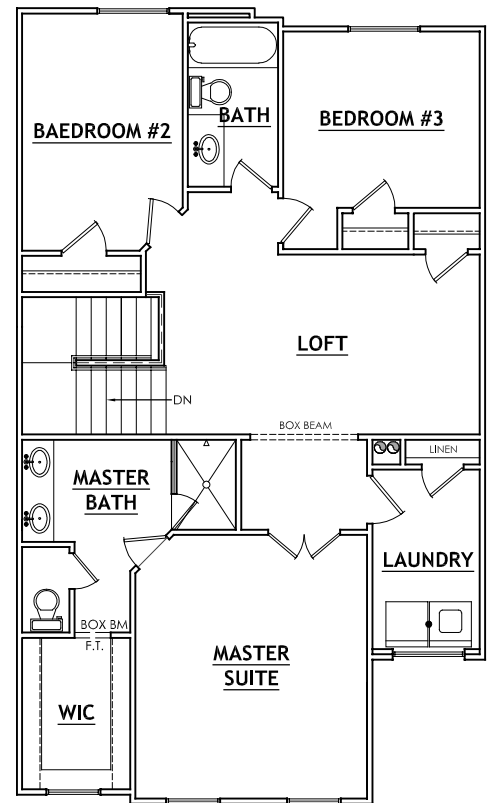 BATH
BAEDROOM #2
BEDROOM #3
LOFT
DN
BOX BEAM
LINEN
MASTER
BATH
LAUNDRY
BOX BM
F.T.
MASTER
SUITE
WIC